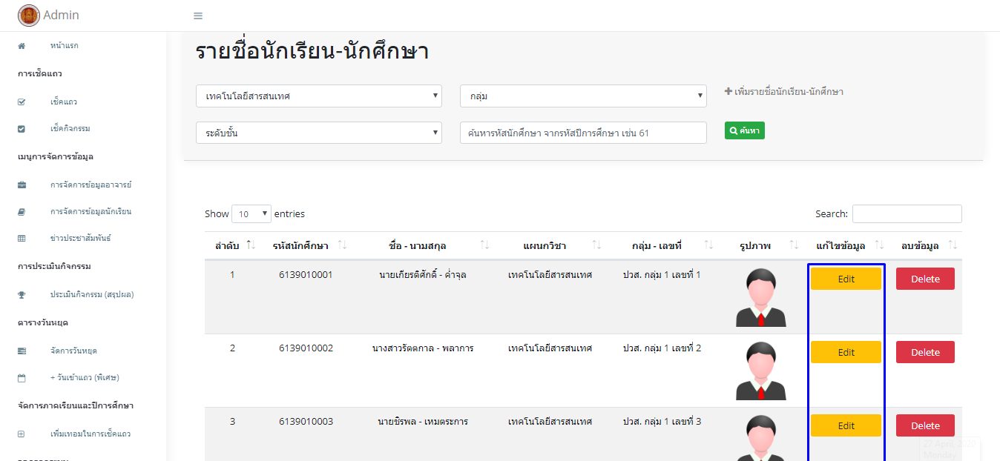 Admin
หน้าแรก
การเช็คแถว
เช็คแถว
เช็คกิจกรรม
เมนูการจัดการข้อมูล
การจัดการข้อมูลอาจารย์
การจัดการข้อมูลนักเรียน
ข่าวประชาสัมพันธ์
การประเมินกิจกรรม
ประเมินกิจกรรม (สรุปผล)
ตารางวันหยุด
จัดการวันหยุด
+ วันเข้าแถว (พิเศษ)
จัดการภาคเรียนและปีการศึกษา
เพิ่มเทอมในการเช็คแถว
รายชื่อนักเรียน-นักศึกษา
เทคโนโลยีสารสนเทศ
กลุ่ม
เพิ่มรายชื่อนักเรียน-นักศึกษา
ระดับชั้น
ค้นหารหัสนักศึกษา จากรหัสปีการศึกษา เช่น 61
ค้นหา
Show 10 entries
Search:
ลำดับ รหัสนักศึกษา ชื่อ - นามสกุล แผนกวิชา กลุ่ม - เลขที่ รูปภาพ แก้ไขข้อมูล ลบข้อมูล
1 6139010001 นายเกียรติศักดิ์ - ค่ำจุล เทคโนโลยีสารสนเทศ ปวส. กลุ่ม 1 เลขที่ 1 Edit Delete
2 6139010002 นางสาวรัตตกาล - พลาการ เทคโนโลยีสารสนเทศ ปวส. กลุ่ม 1 เลขที่ 2 Edit Delete
3 6139010003 นายชิรพล - เหมตระการ เทคโนโลยีสารสนเทศ ปวส. กลุ่ม 1 เลขที่ 3 Edit Delete
27 April, 2020
Monday